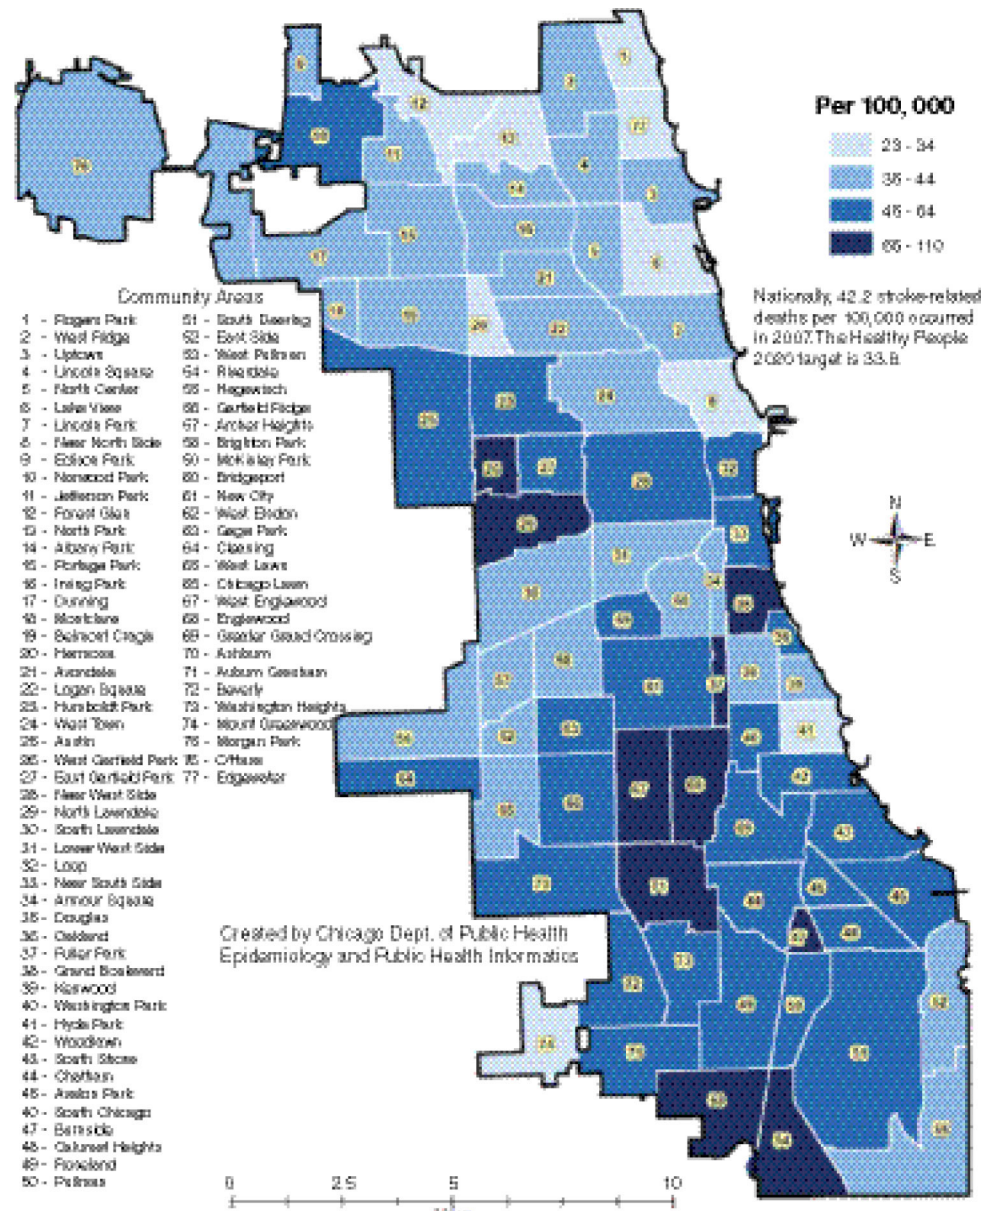 Per 100,000
23 - 34
35 - 44
45 - 64
65 - 110
Nationally, 42.2 stroke-related
deaths per 100,000 occurred
in 2007. The Healthy People
2020 target is 33.8.
Community Areas
1 - Rogers Park
2 - West Ridge
3 - Uptown
4 - Lincoln Square
5 - North Center
6 - Lake View
7 - Lincoln Park
8 - Near North Side
9 - Edison Park
10 - Norwood Park
11 - Jefferson Park
12 - Forest Glen
13 - North Park
14 - Albany Park
15 - Portage Park
16 - Irving Park
17 - Dunning
18 - Montclare
19 - Belmont Cragin
20 - Hermosa
21 - Avondale
22 - Logan Square
23 - Humboldt Park
24 - West Town
25 - Austin
26 - West Garfield Park
27 - East Garfield Park
28 - Near West Side
29 - North Lawndale
30 - South Lawndale
31 - Lower West Side
32 - Loop
33 - Near South Side
34 - Armour Square
35 - Douglas
36 - Oakland
37 - Fuller Park
38 - Grand Boulevard
39 - Kenwood
40 - Washington Park
41 - Hyde Park
42 - Woodlawn
43 - South Shore
44 - Chatham
45 - Avalon Park
46 - South Chicago
47 - Burnside
48 - Calumet Heights
49 - Roseland
50 - Pullman
51 - South Deering
52 - East Side
53 - West Pullman
54 - Riverdale
55 - Hegewisch
56 - Garfield Ridge
57 - Archer Heights
58 - Brighton Park
59 - McKinley Park
60 - Bridgeport
61 - New City
62 - West Elsdon
63 - Gage Park
64 - Clearing
65 - West Lawn
66 - Chicago Lawn
67 - West Englewood
68 - Englewood
69 - Greater Grand Crossing
70 - Ashburn
71 - Auburn Gresham
72 - Beverly
73 - Washington Heights
74 - Mount Greenwood
75 - Morgan Park
76 - O'Hare
77 - Edgewater
N
W E
S
Created by Chicago Dept. of Public Health
Epidemiology and Public Health Informatics
0 2.5 5 10